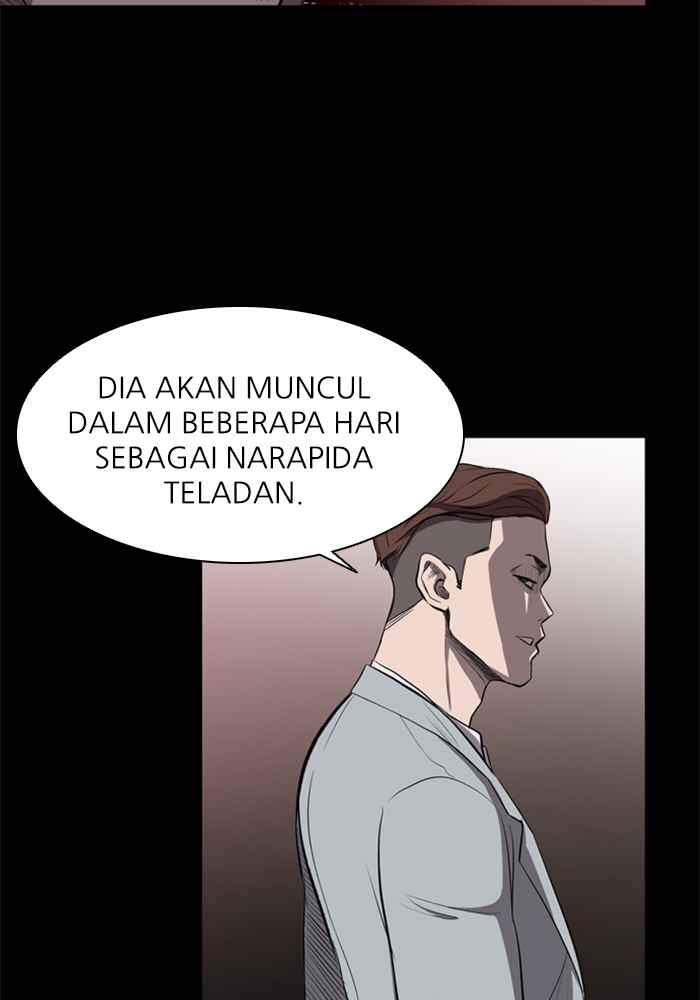 DIA AKAN MUNCUL
DALAM BEBERAPA HARI
SEBAGAI NARAPIDA
TELADAN.